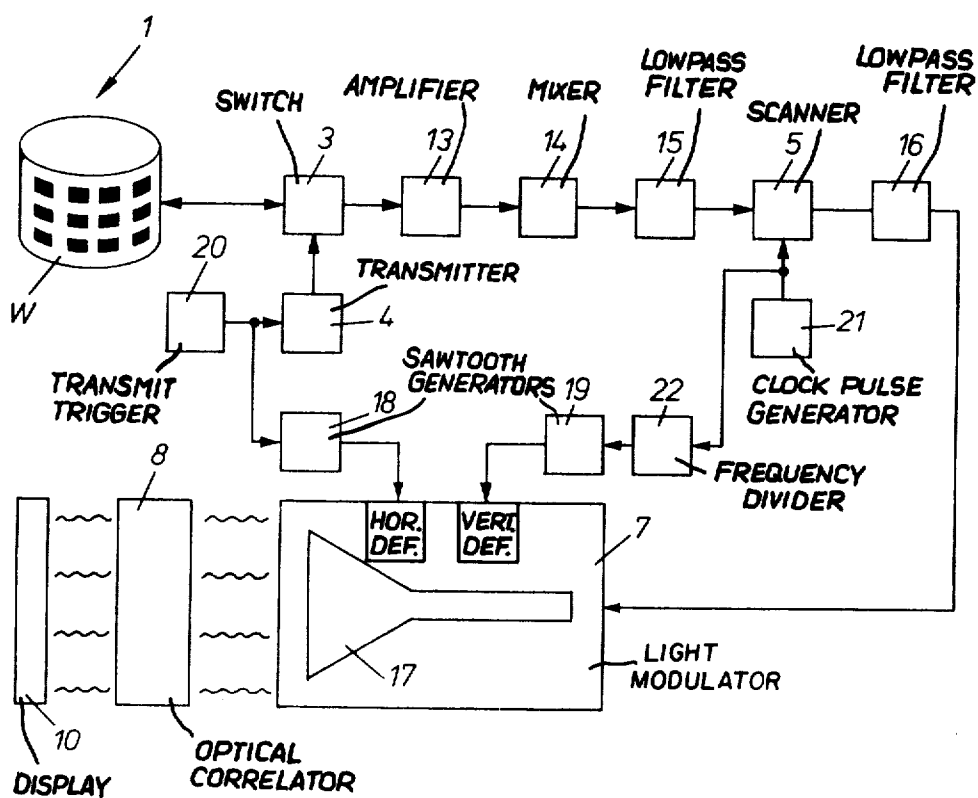 1
SWITCH
AMPLIFIER
MIXER
LOWPASS
FILTER
SCANNER
LOWPASS
FILTER
3
13
14
15
5
16
W
20
TRANSMITTER
4
21
TRANSMIT
TRIGGER
SAWTOOTH
GENERATORS
CLOCK PULSE
GENERATOR
18
19
22
FREQUENCY
DIVIDER
8
HOR.
DEF.
VERT.
DEF.
7
17
LIGHT
MODULATOR
10
DISPLAY
OPTICAL
CORRELATOR